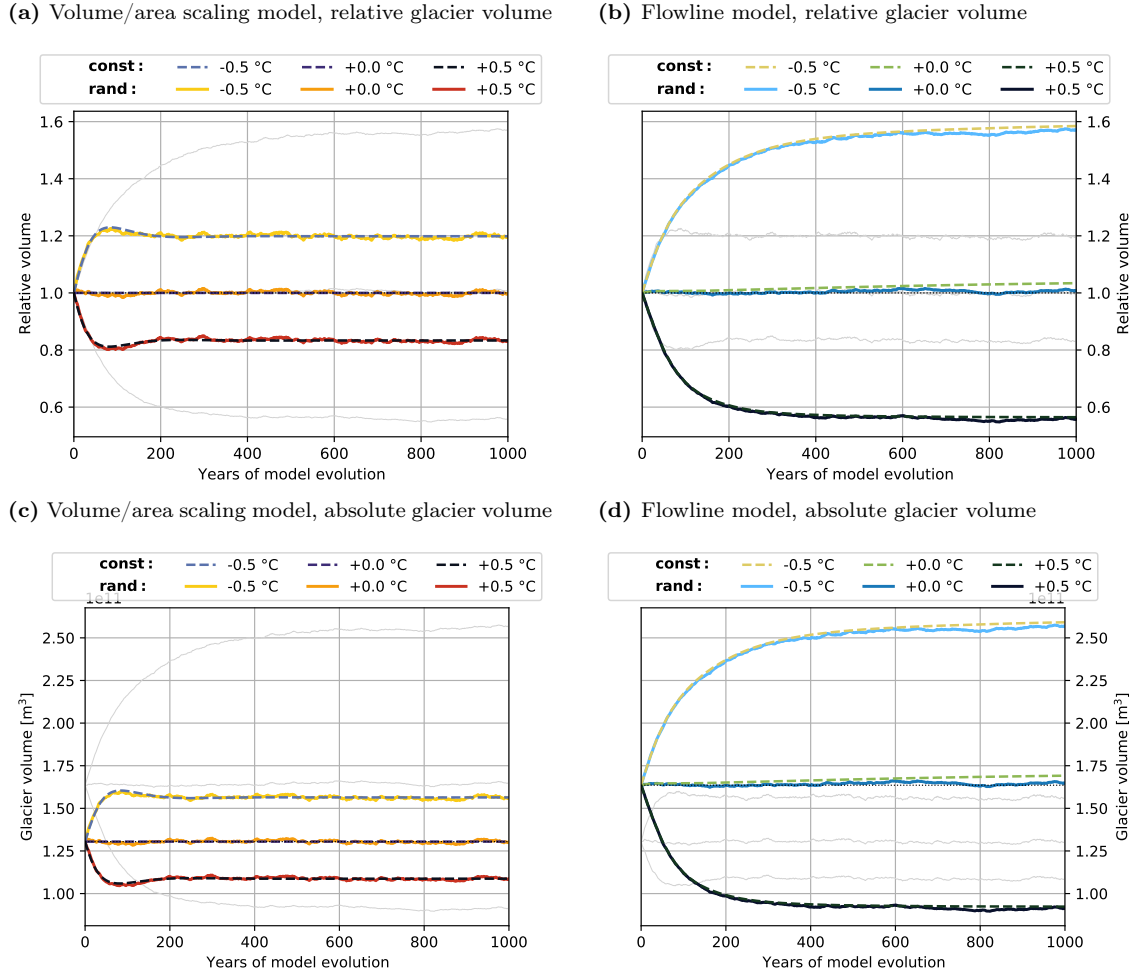 (a) Volume/area scaling model, relative glacier volume
const: -0.5 °C +0.0 °C +0.5 °C
rand: -0.5 °C +0.0 °C +0.5 °C
1.6
1.4
1.2
1.0
0.8
0.6
Relative volume
0 200 400 600 800 1000
Years of model evolution
(b) Flowline model, relative glacier volume
const: -0.5 °C +0.0 °C +0.5 °C
rand: -0.5 °C +0.0 °C +0.5 °C
1.6
1.4
1.2
1.0
0.8
0.6
Relative volume
0 200 400 600 800 1000
Years of model evolution
(c) Volume/area scaling model, absolute glacier volume
const: -0.5 °C +0.0 °C +0.5 °C
rand: -0.5 °C +0.0 °C +0.5 °C
1e11
2.50
2.25
2.00
1.75
1.50
1.25
1.00
Glacier volume [m³]
0 200 400 600 800 1000
Years of model evolution
(d) Flowline model, absolute glacier volume
const: -0.5 °C +0.0 °C +0.5 °C
rand: -0.5 °C +0.0 °C +0.5 °C
1e11
2.50
2.25
2.00
1.75
1.50
1.25
1.00
Glacier volume [m³]
0 200 400 600 800 1000
Years of model evolution